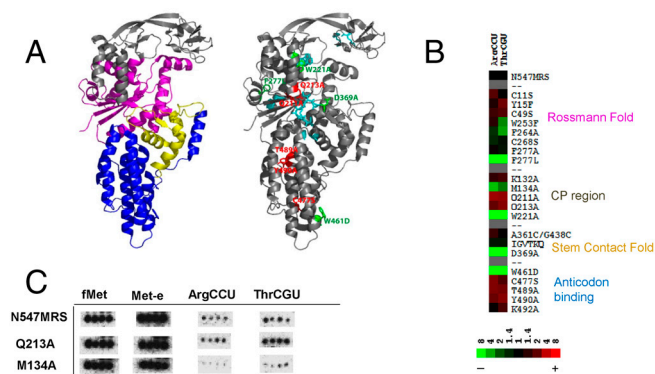 A
W221A
F277L
Q213A
D369A
T489A
C477S
W461D
B
ArgCCU
ThrCGU
N547MRS
--
C11S
Y15F
C49S
W253F
P264A
C268S
F277A
F277L
--
K132A
M134A
Q211A
Q213A
W221A
--
A361C/G438C
IGVTKQ
D369A
--
W461D
C477S
T489A
Y490A
K492A
Rossmann Fold
CP region
Stem Contact Fold
Anticodon
binding
8 4 2 1.4 1 1.4 2 4 8
– +
C
fMet Met-e ArgCCU ThrCGU
N547MRS
Q213A
M134A